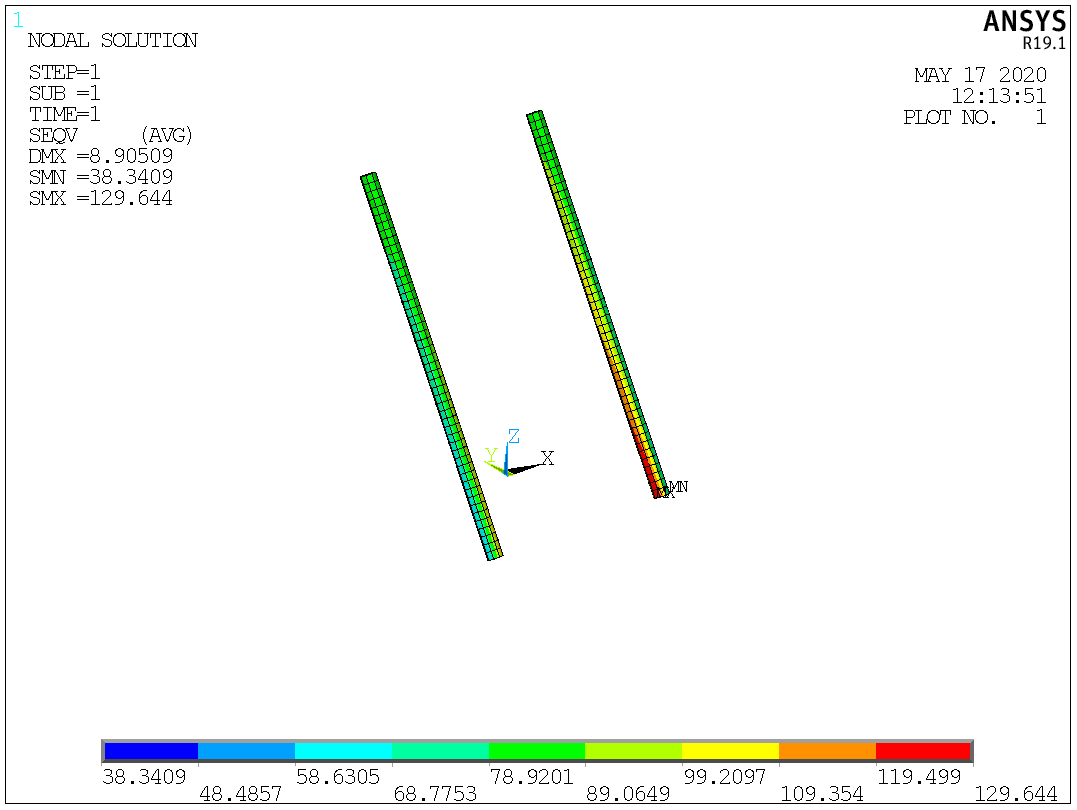 1
ANSYS
R19.1
NODAL SOLUTION
STEP=1
SUB =1
TIME=1
SEQV (AVG)
DMX =8.90509
SMN =38.3409
SMX =129.644
MAY 17 2020
12:13:51
PLOT NO. 1
Z
Y
X
MN
38.3409
48.4857
58.6305
68.7753
78.9201
89.0649
99.2097
109.354
119.499
129.644